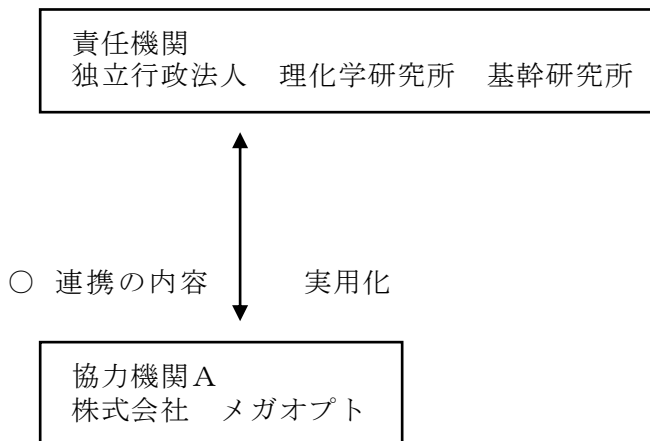 責任機関
独立行政法人　理化学研究所　基幹研究所
○ 連携の内容　実用化
協力機関Ａ
株式会社　メガオプト